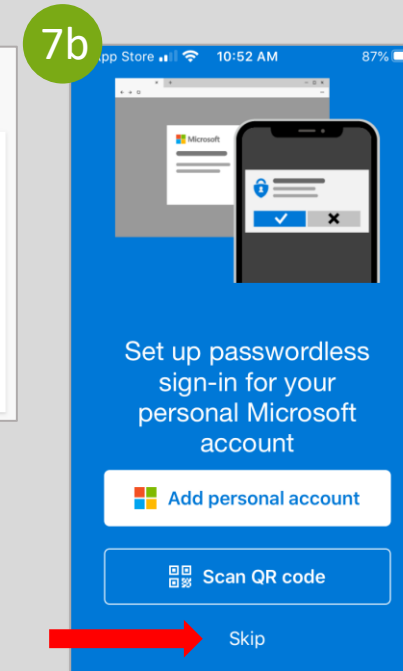 7b
pp Store 10:52 AM 87%
Microsoft
Set up passwordless
sign-in for your
personal Microsoft
account
Add personal account
Scan QR code
Skip